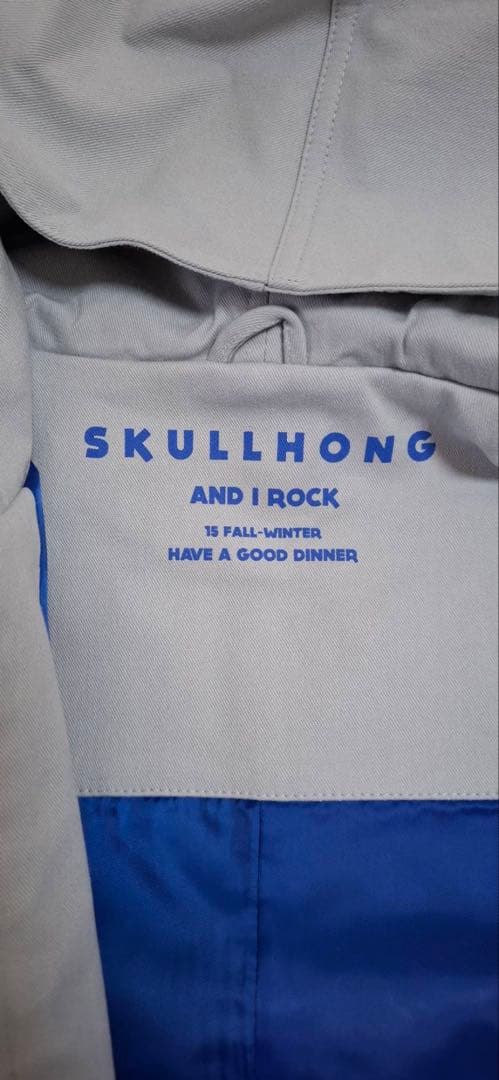 SKULLHONG
AND I ROCK
15 FALL-WINTER
HAVE A GOOD DINNER